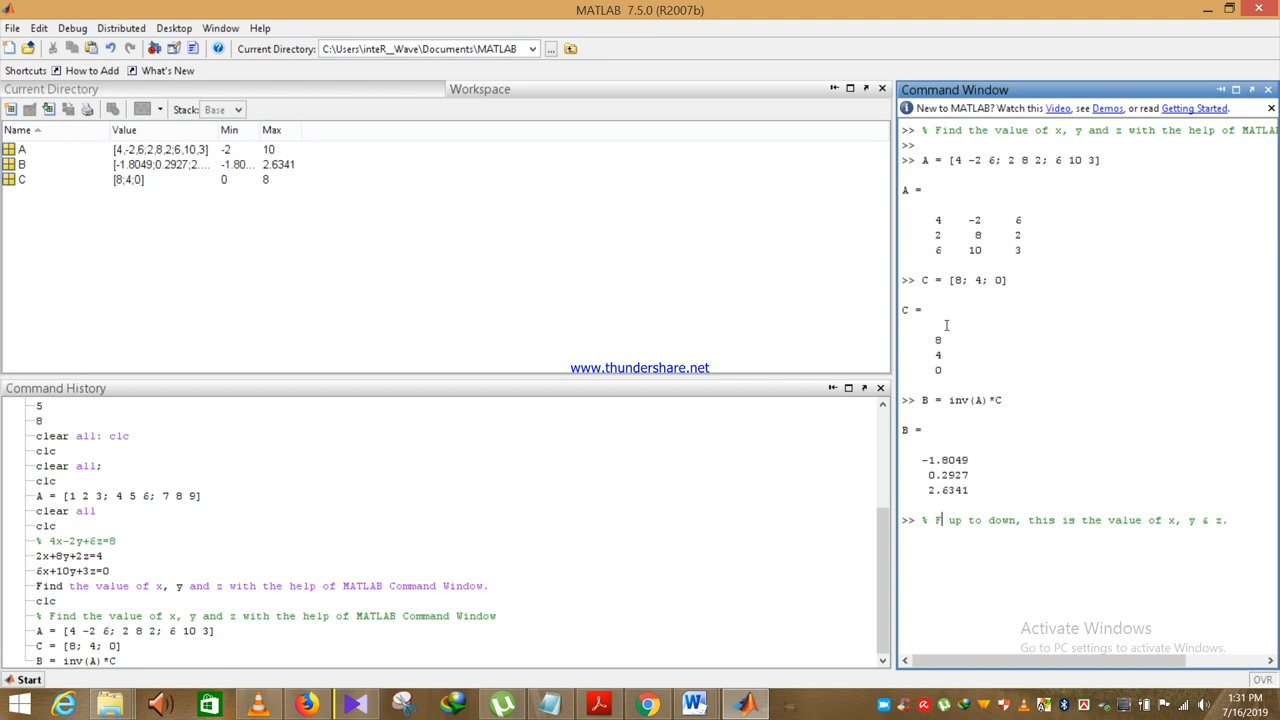 MATLAB 7.5.0 (R2007b)
File Edit Debug Distributed Desktop Window Help
Current Directory: C:\Users\inteR__Wave\Documents\MATLAB ...
Shortcuts How to Add What's New
Current Directory
Workspace
Stack: Base
Name Value Min Max
A [4,-2,6;2,8,2;6,10,3] -2 10
B [-1.8049;0.2927;2.... -1.80... 2.6341
C [8;4;0] 0 8
www.thundershare.net
Command History
5
8
clear all: clc
clc
clear all;
clc
A = [1 2 3; 4 5 6; 7 8 9]
clear all
clc
% 4x-2y+6z=8
2x+8y+2z=4
6x+10y+3z=0
Find the value of x, y and z with the help of MATLAB Command Window.
clc
% Find the value of x, y and z with the help of MATLAB Command Window
A = [4 -2 6; 2 8 2; 6 10 3]
C = [8; 4; 0]
B = inv(A)*C
Command Window
New to MATLAB? Watch this Video, see Demos, or read Getting Started.
>> % Find the value of x, y and z with the help of MATLA
>>
>> A = [4 -2 6; 2 8 2; 6 10 3]
A =
4 -2 6
2 8 2
6 10 3
>> C = [8; 4; 0]
C =
8
4
0
>> B = inv(A)*C
B =
-1.8049
0.2927
2.6341
>> % F up to down, this is the value of x, y & z.
Activate Windows
Go to PC settings to activate Windows.
Start
OVR
1:31 PM
7/16/2019